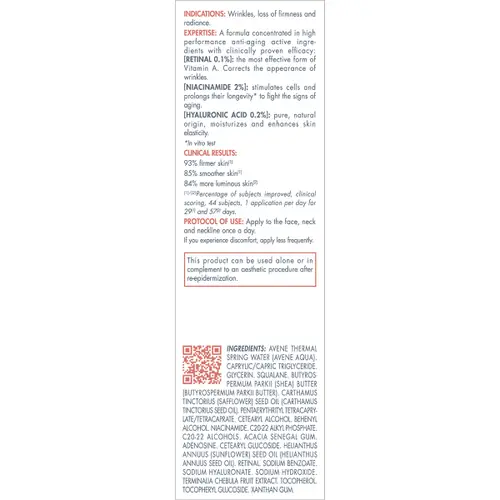 INDICATIONS: Wrinkles, loss of firmness and
radiance.
EXPERTISE: A formula concentrated in high
performance anti-aging active ingre-
dients with clinically proven efficacy:
[RETINAL 0,1%]: the most effective form of
Vitamin A. Corrects the appearance of
wrinkles.
[NIACINAMIDE 2%]: stimulates cells and
prolongs their longevity* to fight the signs of
aging.
[HYALURONIC ACID 0.2%]: pure, natural
origin, moisturizes and enhances skin
elasticity.
*In vitro test
CLINICAL RESULTS:
93% firmer skin(1)
85% smoother skin(1)
84% more luminous skin(2)
(1)/(2)Percentage of subjects improved, clinical
scoring, 44 subjects, 1 application per day for
29(1) and 57(2) days.
PROTOCOL OF USE: Apply to the face, neck
and neckline once a day.
If you experience discomfort, apply less frequently.
This product can be used alone or in
complement to an aesthetic procedure after
re-epidermization.
INGREDIENTS: AVENE THERMAL
SPRING WATER (AVENE AQUA).
CAPRYLIC/CAPRIC TRIGLYCERIDE.
GLYCERIN. SQUALANE. BUTYROS
PERMUM PARKII (SHEA) BUTTER
(BUTYROSPERMUM PARKII BUTTER). CARTHAMUS
TINCTORIUS (SAFFLOWER) SEED OIL (CARTHAMUS
TINCTORIUS SEED OIL). PENTAERYTHRITYL TETRACAPRY-
LATE/TETRACAPRATE. CETEARYL ALCOHOL. BEHENYL
ALCOHOL. NIACINAMIDE. C20-22 ALKYL PHOSPHATE.
C20-22 ALCOHOLS. ACACIA SENEGAL GUM.
ADENOSINE. CETEARYL GLUCOSIDE. HELIANTHUS
ANNUUS (SUNFLOWER) SEED OIL (HELIANTHUS
ANNUUS SEED OIL). RETINAL. SODIUM BENZOATE.
SODIUM HYALURONATE. SODIUM HYDROXIDE.
TERMINALIA CHEBULA FRUIT EXTRACT. TOCOPHEROL.
TOCOPHERYL GLUCOSIDE. XANTHAN GUM.